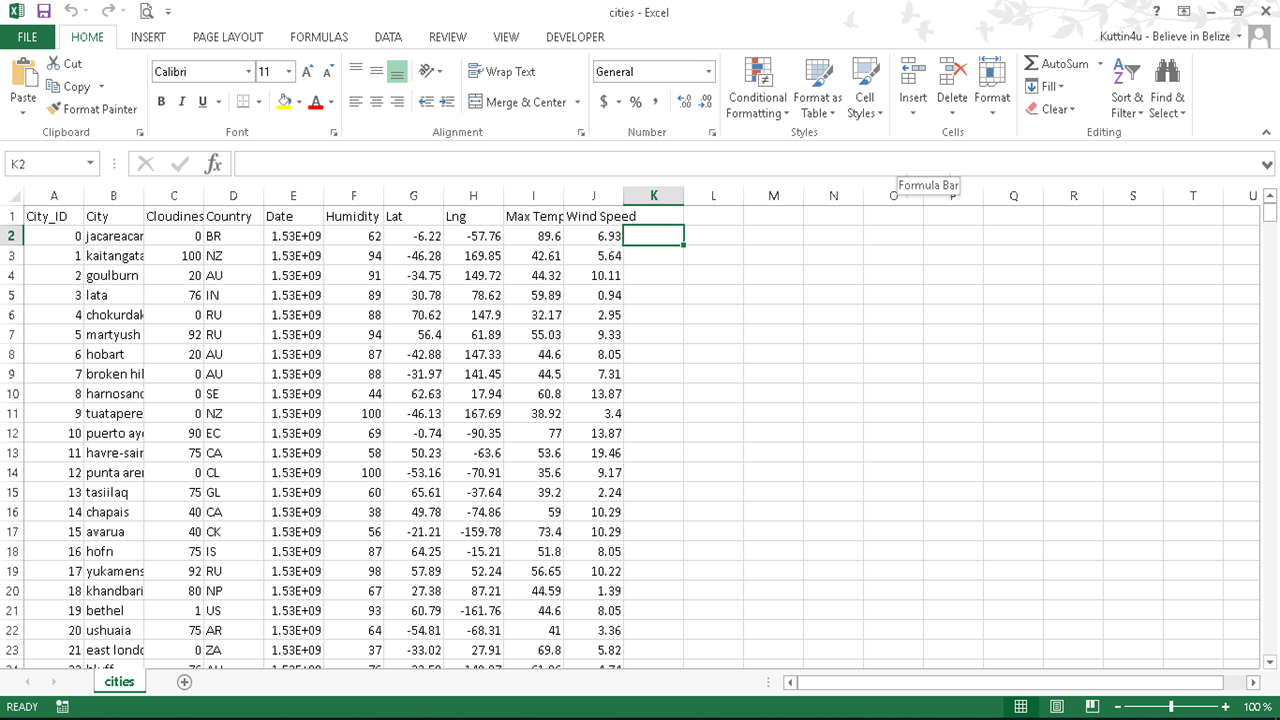 cities - Excel
FILE HOME INSERT PAGE LAYOUT FORMULAS DATA REVIEW VIEW DEVELOPER Kuttin4u - Believe in Belize
Paste
Cut
Copy
Format Painter
Clipboard
Calibri 11
B I U
Font
Wrap Text
Merge & Center
Alignment
General
$ % ,
Number
Conditional Formatting
Format as Table
Cell Styles
Styles
Insert
Delete
Format
Cells
AutoSum
Fill
Clear
Sort & Filter
Find & Select
Editing
K2 fx
Formula Bar
A B C D E F G H I J K L M N O P Q R S T U
1 City_ID City Cloudines Country Date Humidity Lat Lng Max Temp Wind Speed
2 0 jacareacar 0 BR 1.53E+09 62 -6.22 -57.76 89.6 6.93
3 1 kaitangata 100 NZ 1.53E+09 94 -46.28 169.85 42.61 5.64
4 2 goulburn 20 AU 1.53E+09 91 -34.75 149.72 44.32 10.11
5 3 lata 76 IN 1.53E+09 89 30.78 78.62 59.89 0.94
6 4 chokurdak 0 RU 1.53E+09 88 70.62 147.9 32.17 2.95
7 5 martyush 92 RU 1.53E+09 94 56.4 61.89 55.03 9.33
8 6 hobart 20 AU 1.53E+09 87 -42.88 147.33 44.6 8.05
9 7 broken hil 0 AU 1.53E+09 88 -31.97 141.45 44.5 7.31
10 8 harnosand 0 SE 1.53E+09 44 62.63 17.94 60.8 13.87
11 9 tuatapere 0 NZ 1.53E+09 100 -46.13 167.69 38.92 3.4
12 10 puerto ayo 90 EC 1.53E+09 69 -0.74 -90.35 77 13.87
13 11 havre-sain 75 CA 1.53E+09 58 50.23 -63.6 53.6 19.46
14 12 punta aren 0 CL 1.53E+09 100 -53.16 -70.91 35.6 9.17
15 13 tasiilaq 75 GL 1.53E+09 60 65.61 -37.64 39.2 2.24
16 14 chapais 40 CA 1.53E+09 38 49.78 -74.86 59 10.29
17 15 avarua 40 CK 1.53E+09 56 -21.21 -159.78 73.4 10.29
18 16 hofn 75 IS 1.53E+09 87 64.25 -15.21 51.8 8.05
19 17 yukamens 92 RU 1.53E+09 98 57.89 52.24 56.65 10.22
20 18 khandbari 80 NP 1.53E+09 67 27.38 87.21 44.59 1.39
21 19 bethel 1 US 1.53E+09 93 60.79 -161.76 44.6 8.05
22 20 ushuaia 75 AR 1.53E+09 64 -54.81 -68.31 41 3.36
23 21 east londo 0 ZA 1.53E+09 37 -33.02 27.91 69.8 5.82
cities
READY 100 %